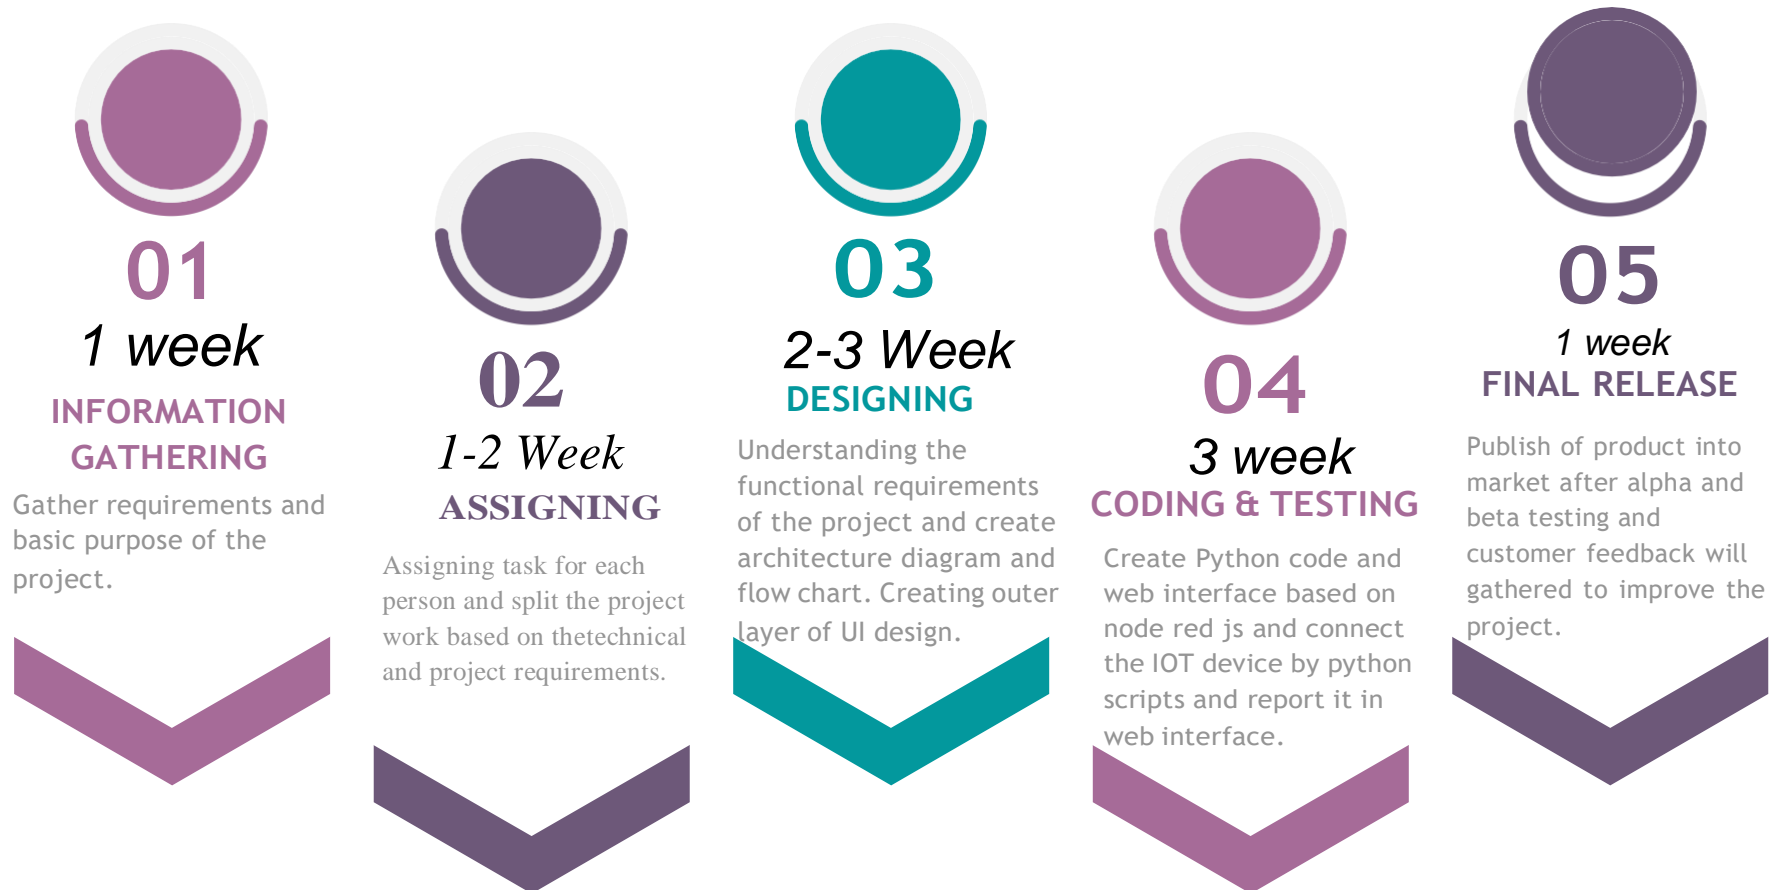 01
1 week
INFORMATION
GATHERING
Gather requirements and
basic purpose of the
project.
02
1-2 Week
ASSIGNING
Assigning task for each
person and split the project
work based on thetechnical
and project requirements.
03
2-3 Week
DESIGNING
Understanding the
functional requirements
of the project and create
architecture diagram and
flow chart. Creating outer
layer of UI design.
04
3 week
CODING & TESTING
Create Python code and
web interface based on
node red js and connect
the IOT device by python
scripts and report it in
web interface.
05
1 week
FINAL RELEASE
Publish of product into
market after alpha and
beta testing and
customer feedback will
gathered to improve the
project.